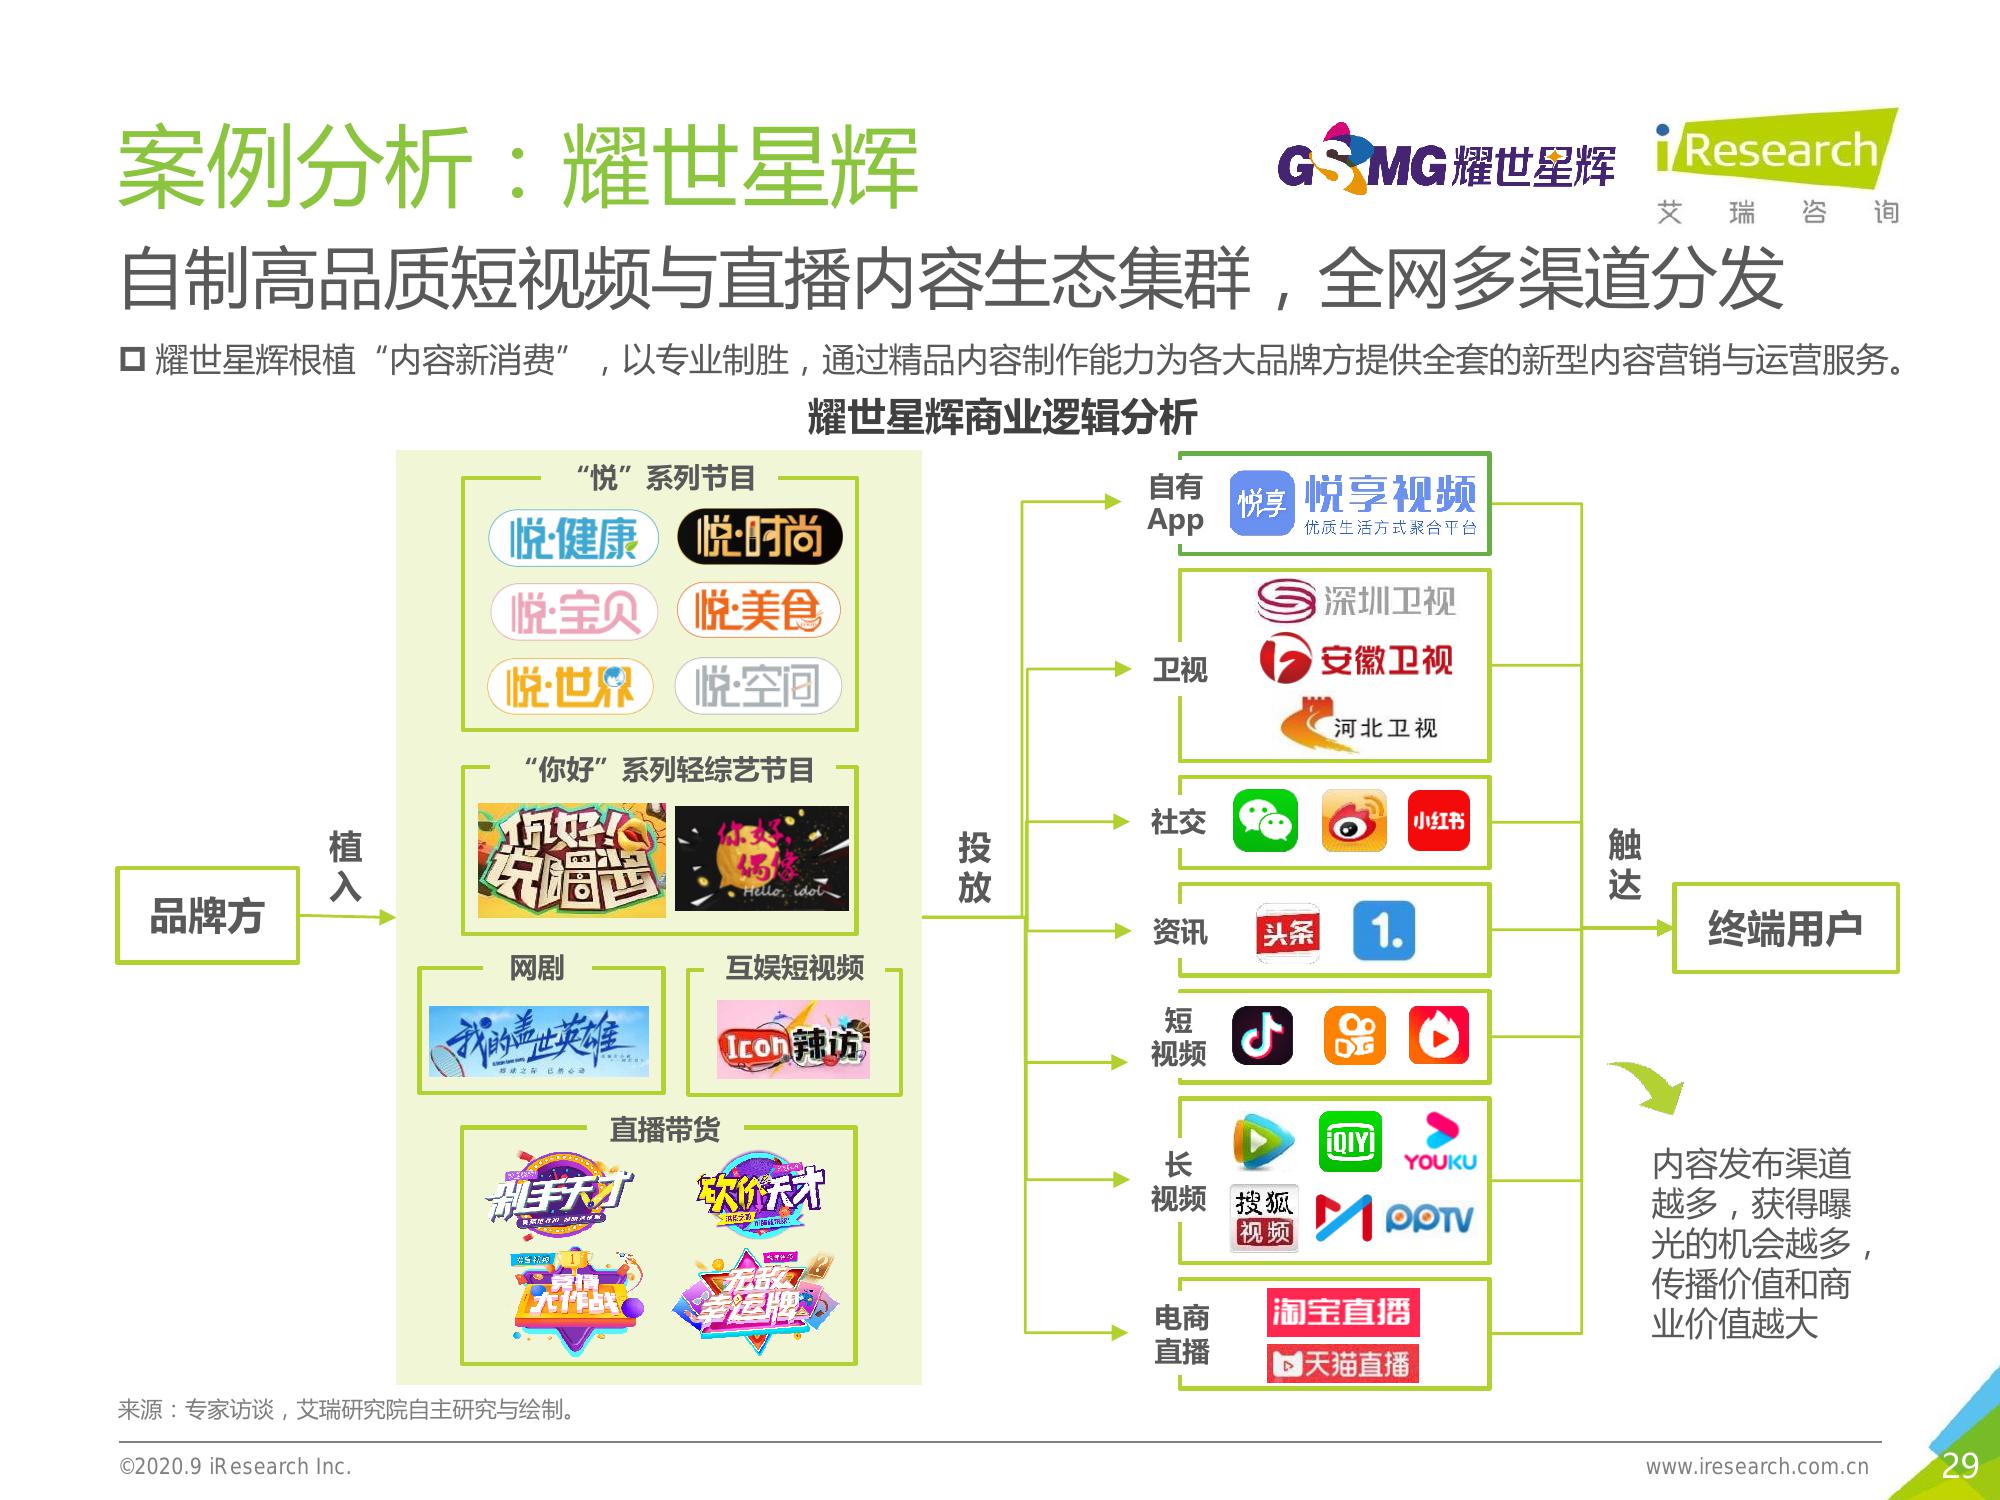 案例分析：耀世星辉
GSMG耀世星辉
iResearch
艾瑞咨询
自制高品质短视频与直播内容生态集群，全网多渠道分发
耀世星辉根植“内容新消费”，以专业制胜，通过精品内容制作能力为各大品牌方提供全套的新型内容营销与运营服务。
耀世星辉商业逻辑分析
品牌方
植入
“悦”系列节目
悦·健康
悦·时尚
悦·宝贝
悦·美食
悦·世界
悦·空间
“你好”系列轻综艺节目
你好!说唱酱
你好,偶像
Hello, idol
网剧
我的盖世英雄
互娱短视频
Icon辣访
直播带货
砍价天才
竞猜大作战
无敌幸运牌
投放
自有
App
悦享
悦享视频
优质生活方式聚合平台
卫视
深圳卫视
安徽卫视
河北卫视
社交
小红书
资讯
头条
1.
短
视频
长
视频
iQIYI
YOUKU
搜狐
视频
PPTV
电商
直播
淘宝直播
天猫直播
触达
终端用户
内容发布渠道
越多，获得曝
光的机会越多，
传播价值和商
业价值越大
来源：专家访谈，艾瑞研究院自主研究与绘制。
©2020.9 iResearch Inc.
www.iresearch.com.cn
29